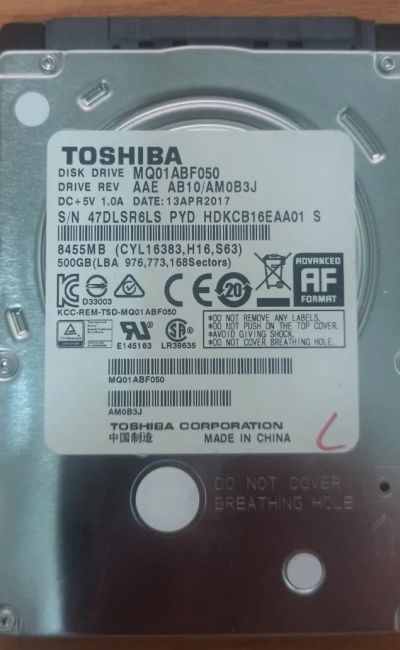 TOSHIBA
DISK DRIVE MQ01ABF050
DRIVE REV AAE AB10/AM0B3J
DC+5V 1.0A DATE:13APR2017
S/N 47DLSR6LS PYD HDKCB16EAA01 S
8455MB (CYL16383,H16,S63)
500GB(LBA 976,773,168Sectors)
D33003
KCC-REM-TSD-MQ01ABF050
20
ADVANCED
AF
FORMAT
E145163
LR39635
*DO NOT REMOVE ANY LABELS.
*DO NOT PUSH ON THE TOP COVER.
*AVOID GIVING SHOCK.
*DO NOT COVER BREATHING HOLE.
MQ01ABF050
AM0B3J
TOSHIBA CORPORATION
中国制造 MADE IN CHINA
DO NOT COVER
BREATHING HOLE